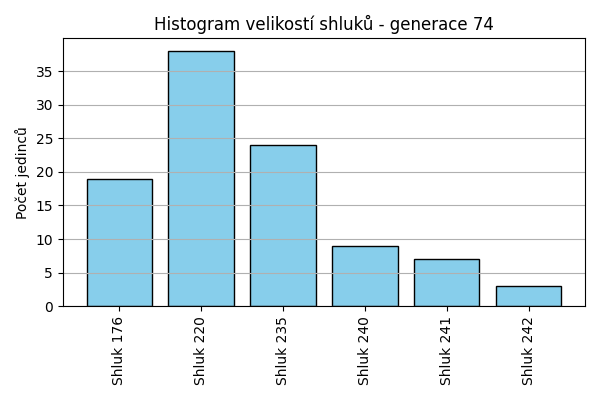 Histogram velikostí shluků - generace 74
Počet jedinců
35
30
25
20
15
10
5
0
Shluk 176
Shluk 220
Shluk 235
Shluk 240
Shluk 241
Shluk 242